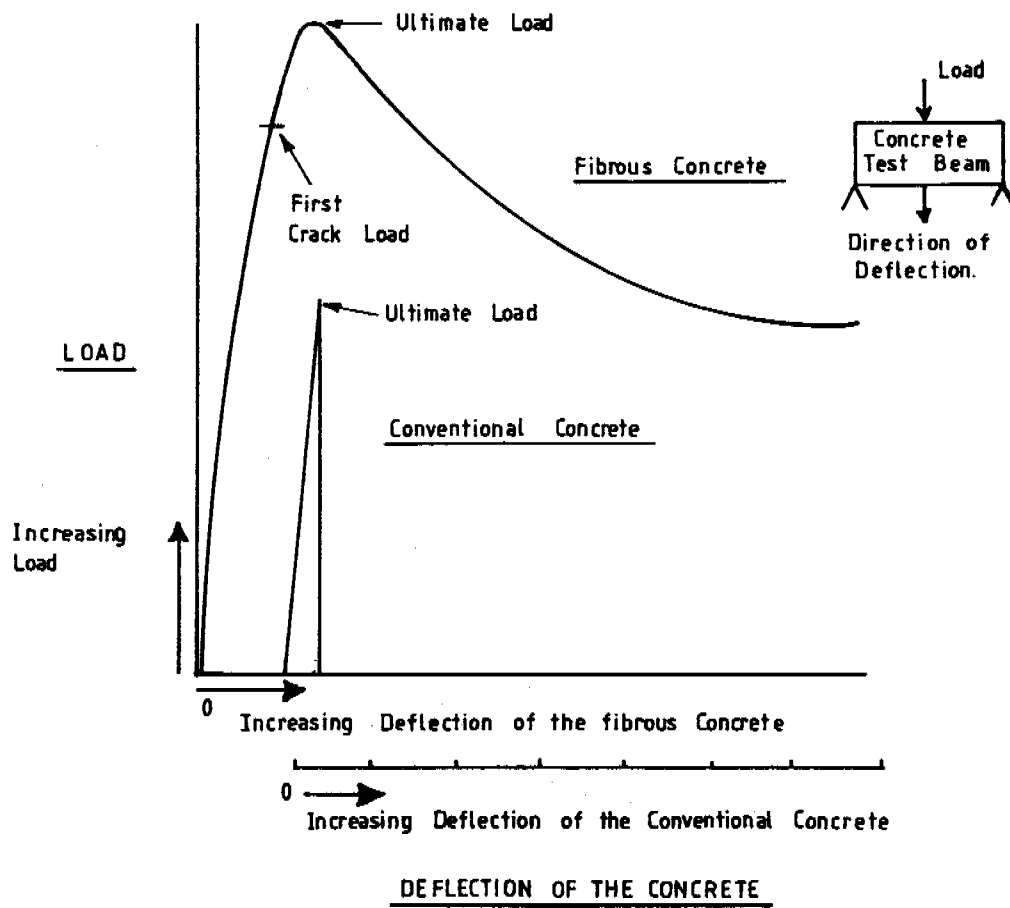 Ultimate Load
Load
Concrete
Test Beam
Fibrous Concrete
First
Crack Load
Direction of
Deflection.
Ultimate Load
LOAD
Conventional Concrete
Increasing
Load
0
Increasing Deflection of the fibrous Concrete
0
Increasing Deflection of the Conventional Concrete
DEFLECTION OF THE CONCRETE